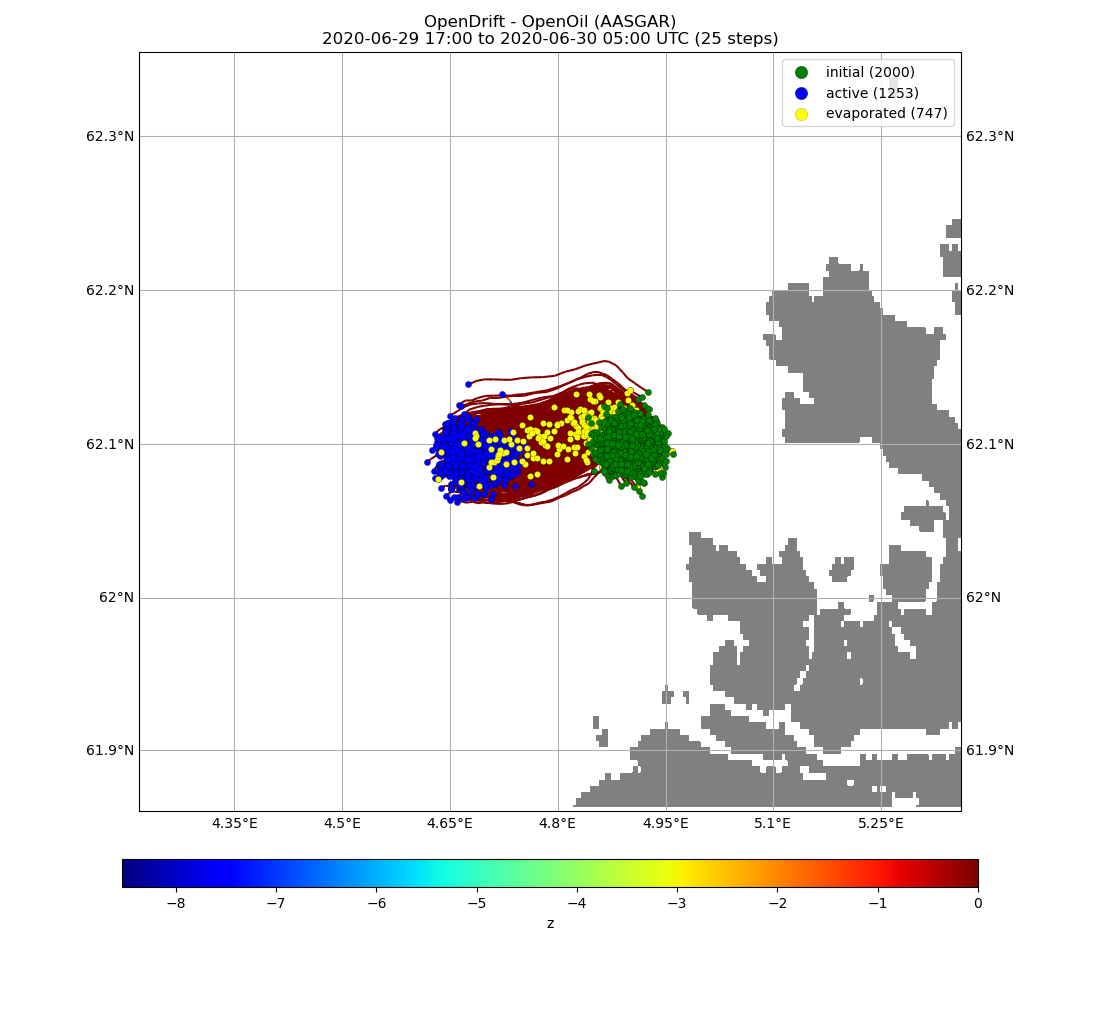 OpenDrift - OpenOil (AASGAR)
2020-06-29 17:00 to 2020-06-30 05:00 UTC (25 steps)
initial (2000)
active (1253)
evaporated (747)
62.3°N 62.3°N
62.2°N 62.2°N
62.1°N 62.1°N
62°N 62°N
61.9°N 61.9°N
4.35°E 4.5°E 4.65°E 4.8°E 4.95°E 5.1°E 5.25°E
−8 −7 −6 −5 −4 −3 −2 −1 0
z